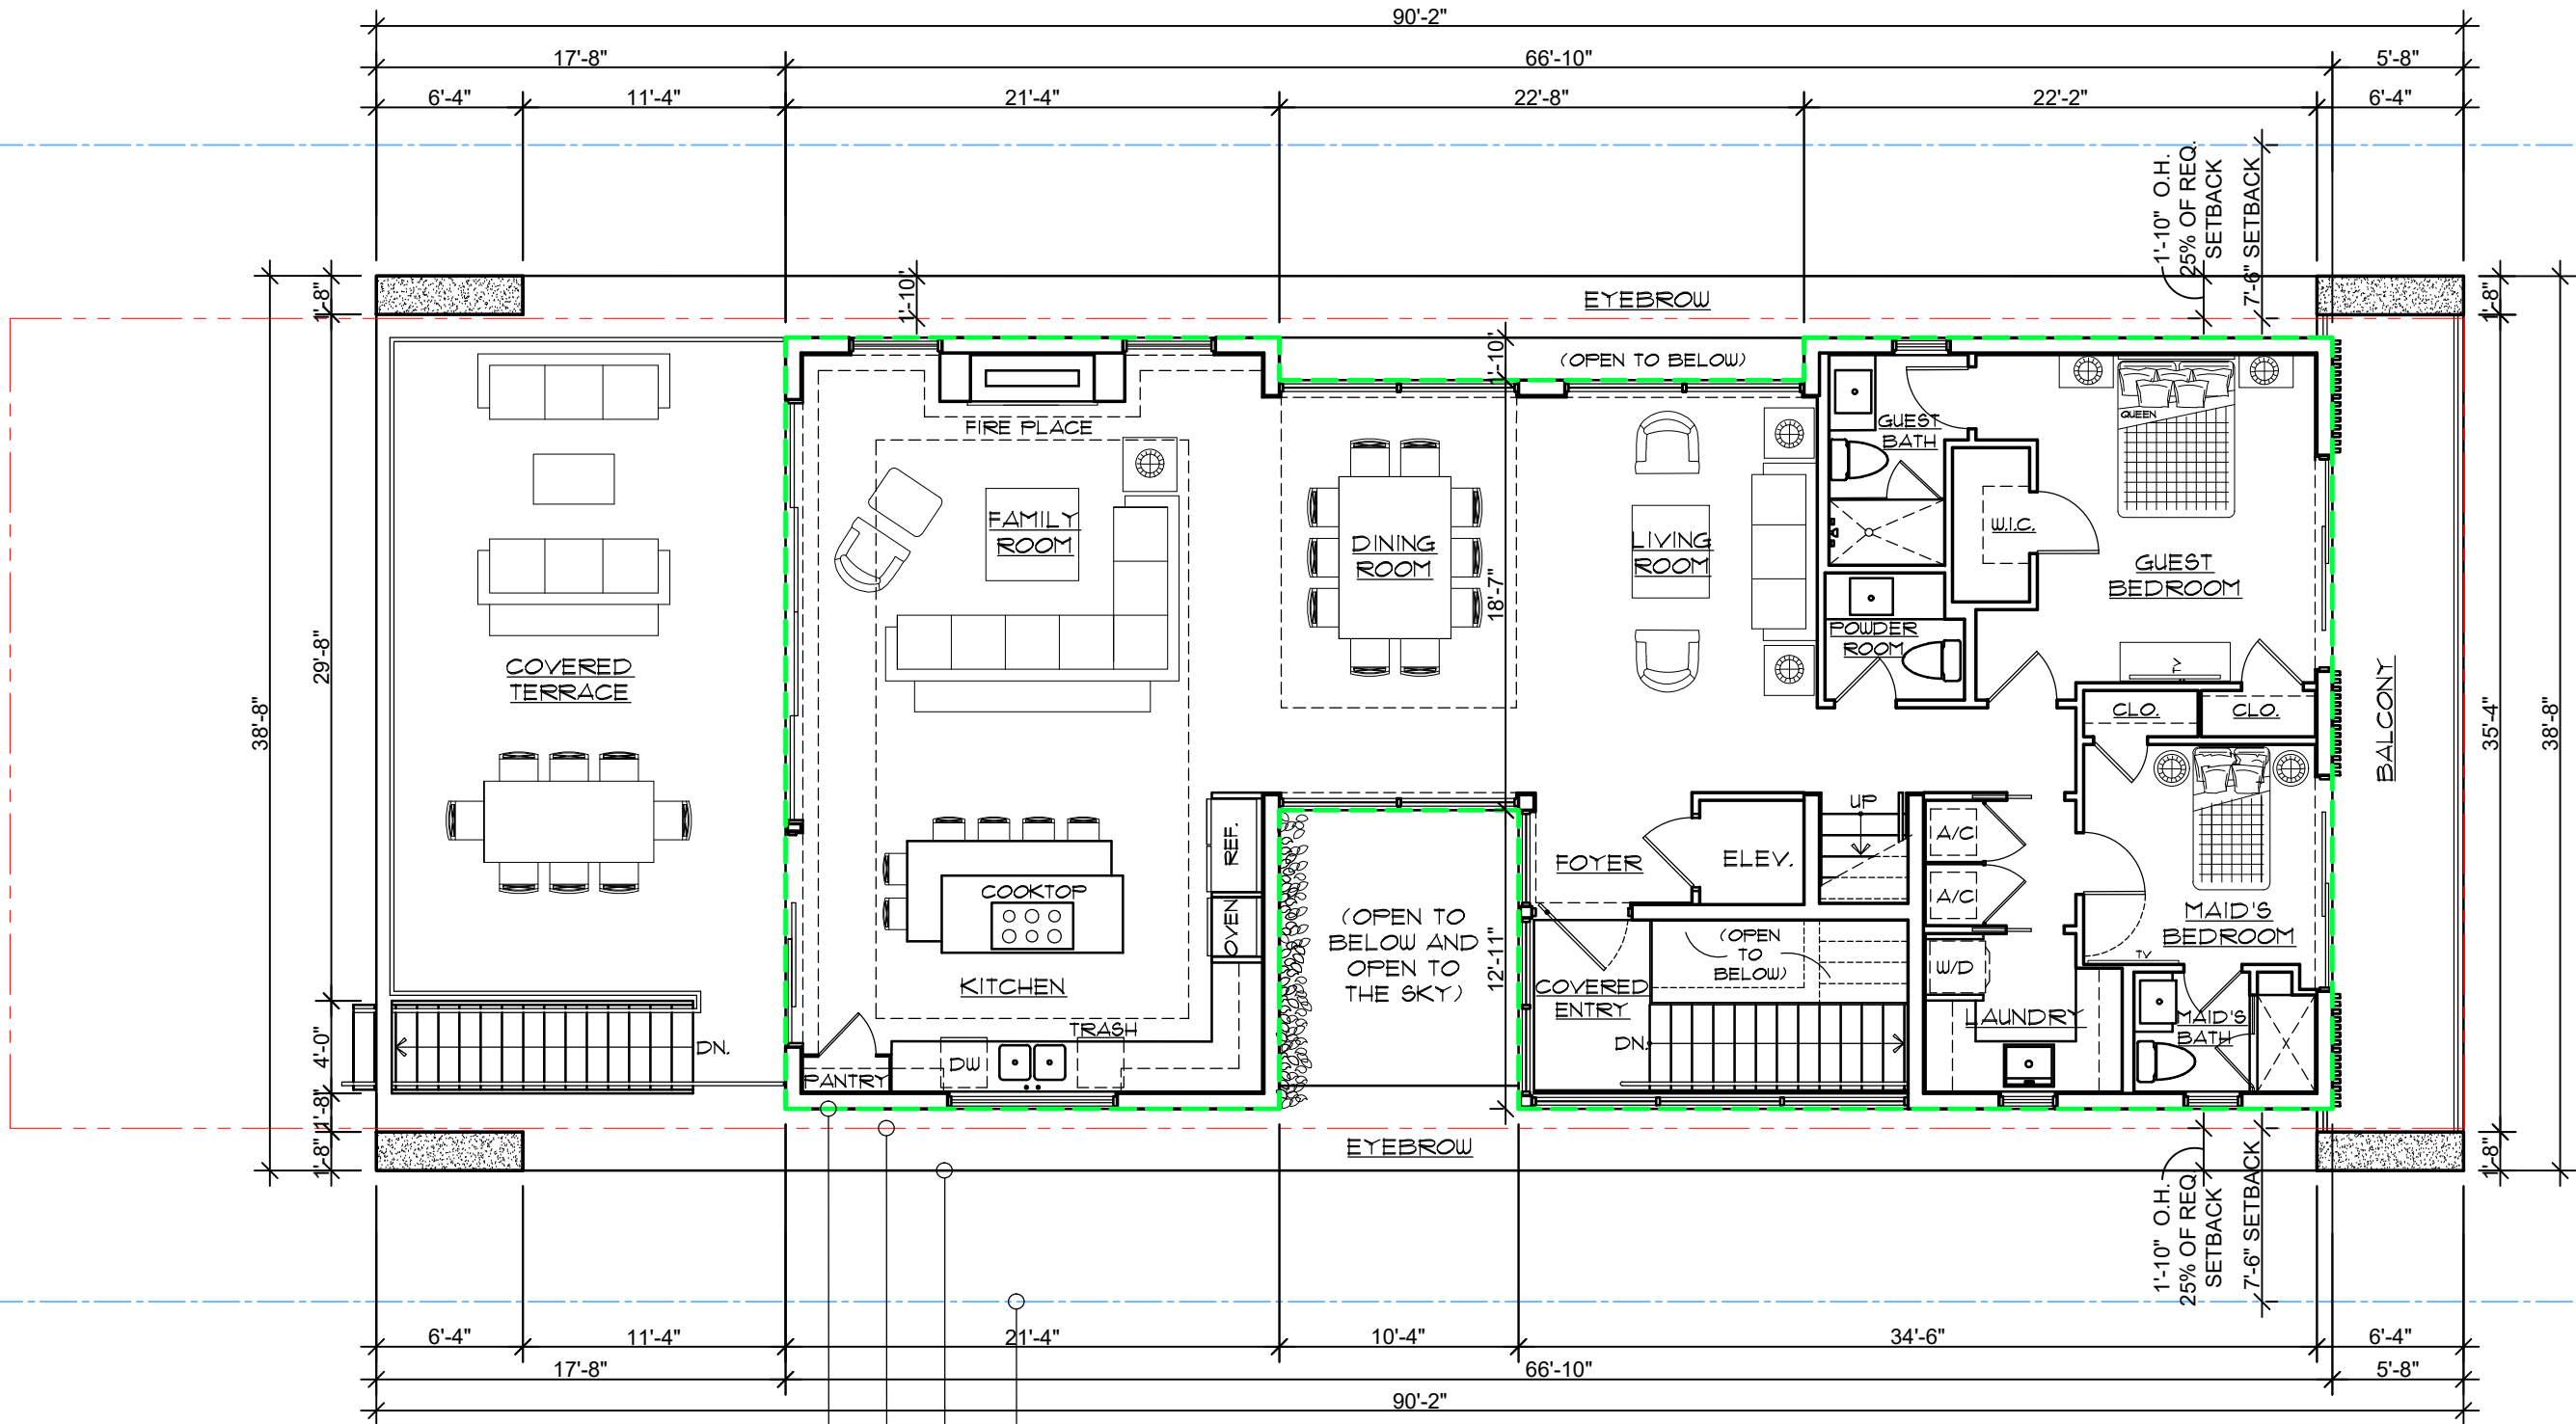 90'-2"
17'-8"
66'-10"
5'-8"
6'-4"
11'-4"
21'-4"
22'-8"
22'-2"
6'-4"
1'-10" O.H.
25% OF REQ.
SETBACK
7'-6" SETBACK
1'-8"
1'-10"
EYEBROW
1'-8"
1'-10"
(OPEN TO BELOW)
FIRE PLACE
GUEST
BATH
QUEEN
FAMILY
ROOM
DINING
ROOM
LIVING
ROOM
W.I.C.
GUEST
BEDROOM
18'-7"
POWDER
ROOM
TV
COVERED
TERRACE
29'-8"
38'-8"
CLO.
CLO.
BALCONY
35'-4"
38'-8"
UP
REF.
FOYER
ELEV.
A/C
A/C
COOKTOP
OVEN
(OPEN TO
BELOW AND
OPEN TO
THE SKY)
12'-11"
MAID'S
BEDROOM
TV
(OPEN
TO
BELOW)
W/D
KITCHEN
COVERED
ENTRY
LAUNDRY
MAID'S
BATH
TRASH
DN.
DN.
DW
PANTRY
4'-0"
1'-8"
1'-8"
EYEBROW
1'-8"
1'-10" O.H.
25% OF REQ.
SETBACK
7'-6" SETBACK
6'-4"
11'-4"
21'-4"
10'-4"
34'-6"
6'-4"
17'-8"
66'-10"
5'-8"
90'-2"